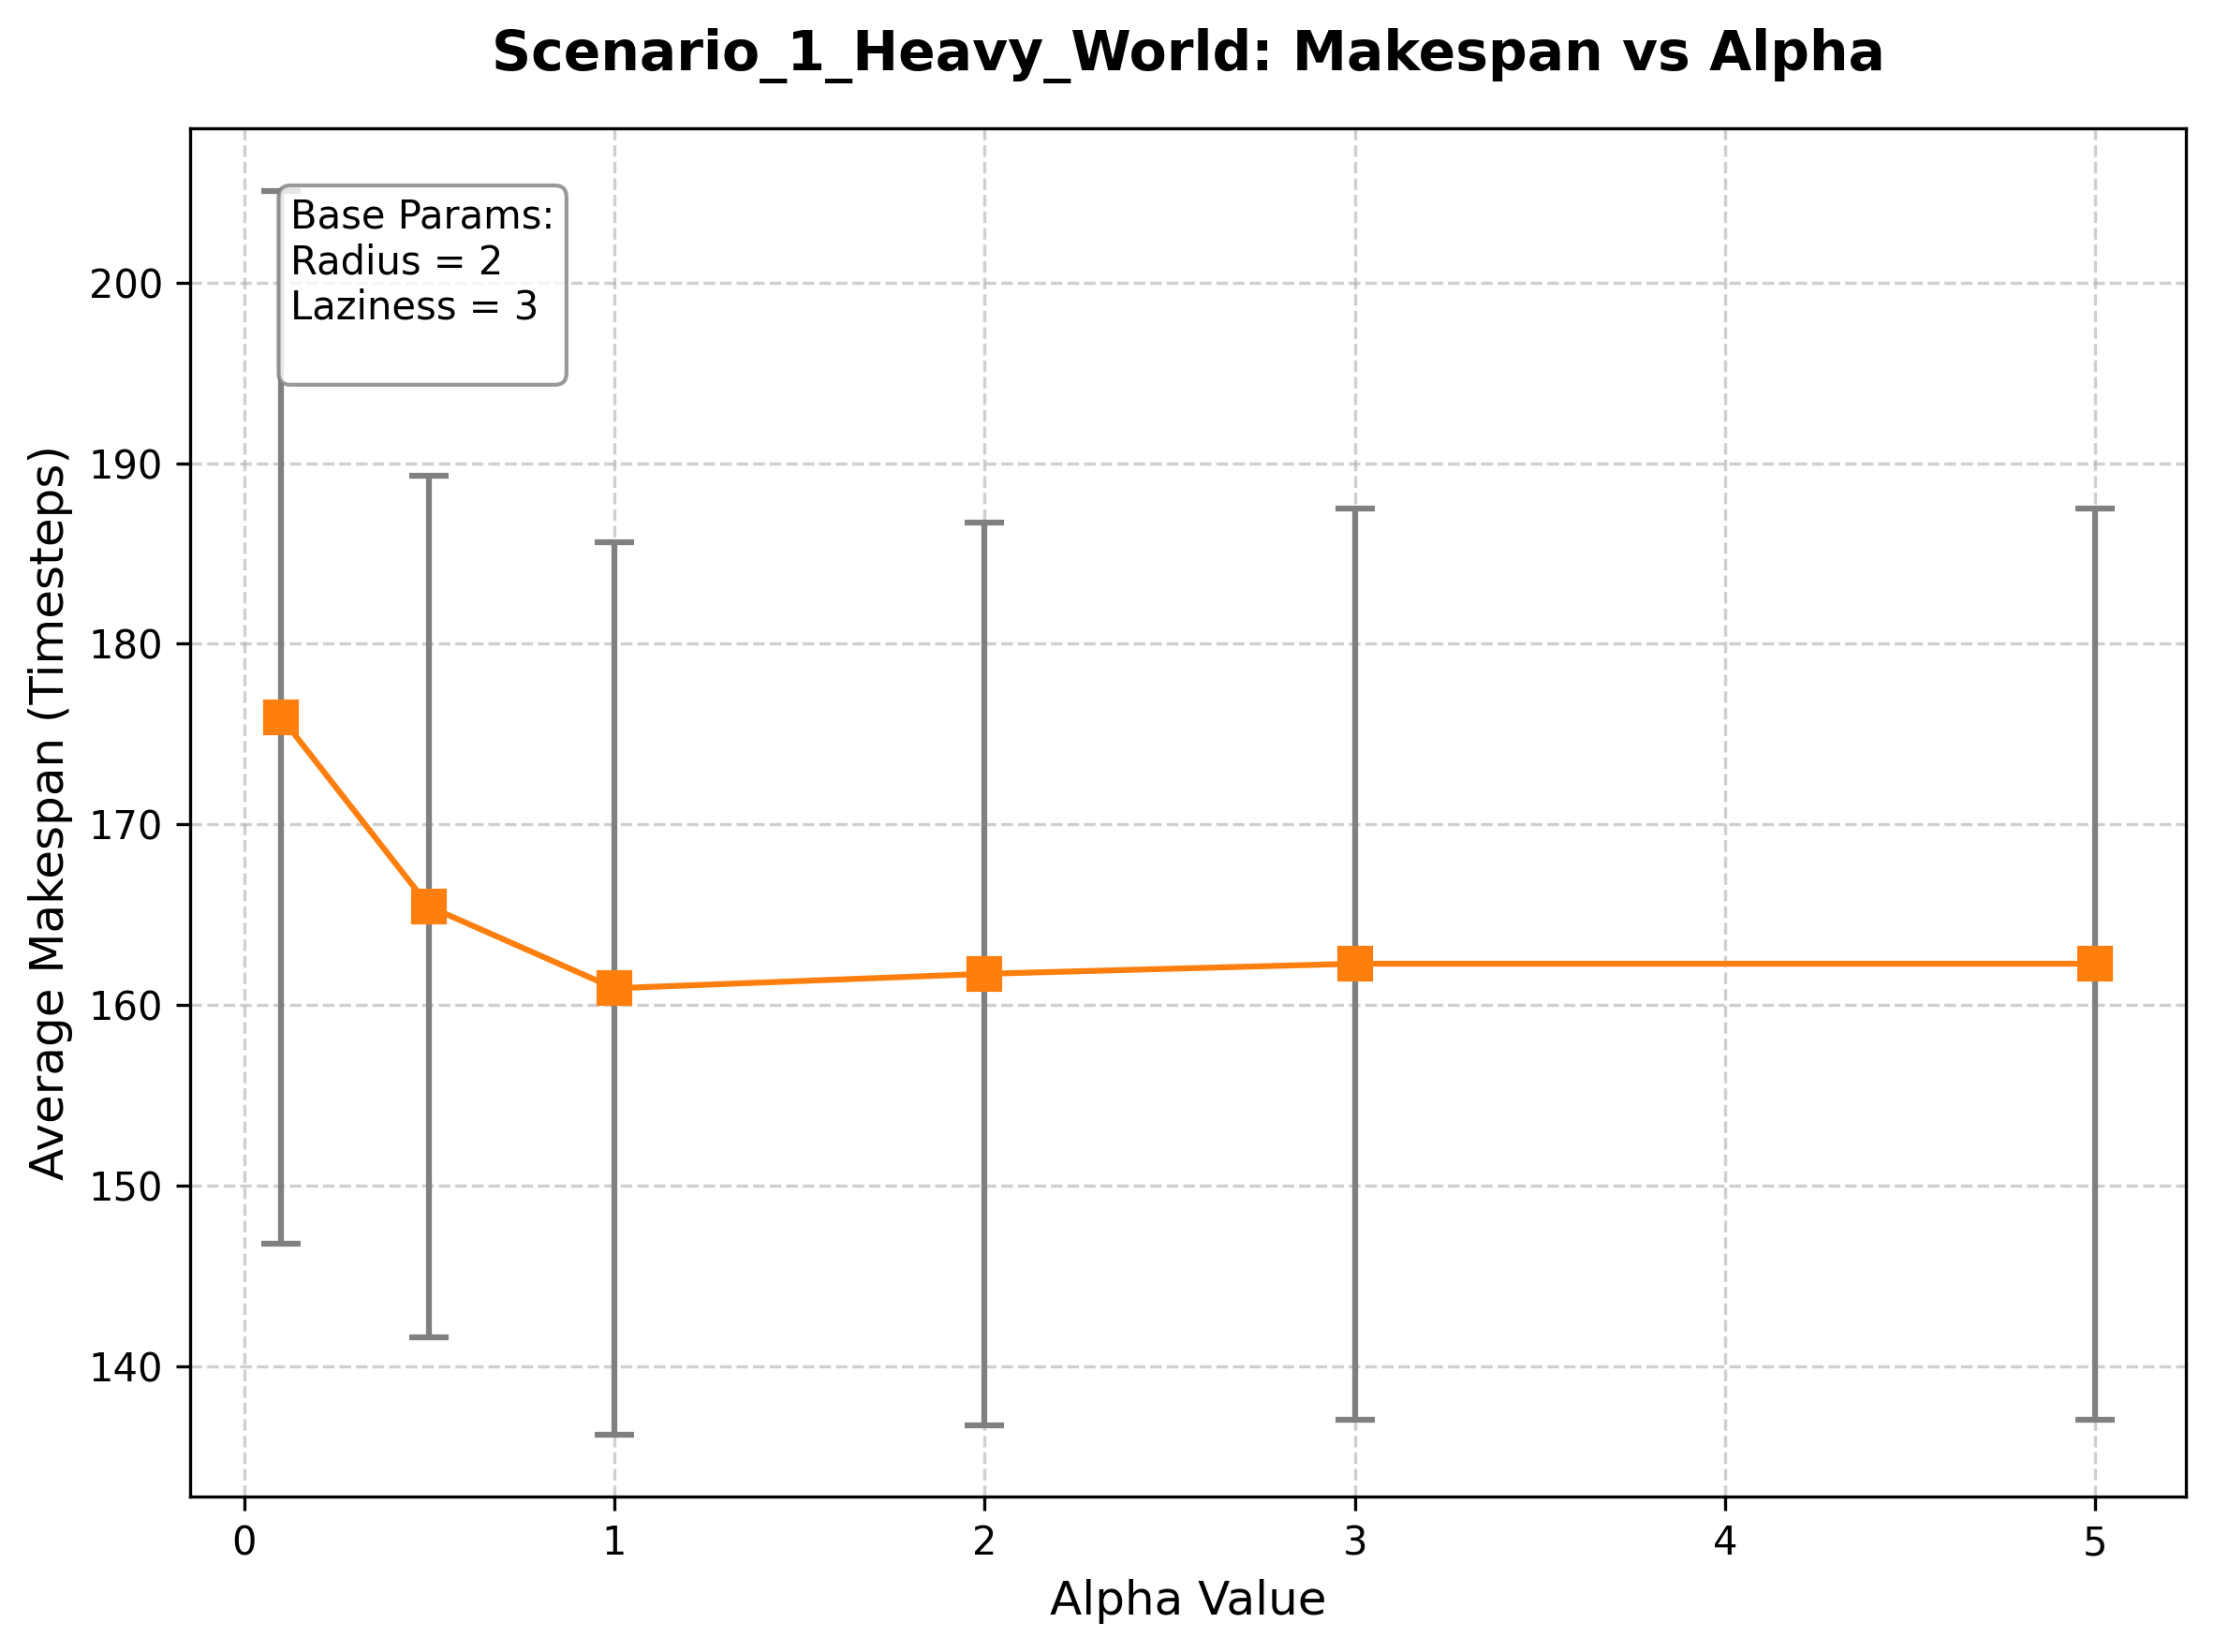 Scenario_1_Heavy_World: Makespan vs Alpha
Base Params:
Radius = 2
Laziness = 3
Average Makespan (Timesteps)
200
190
180
170
160
150
140
0 1 2 3 4 5
Alpha Value